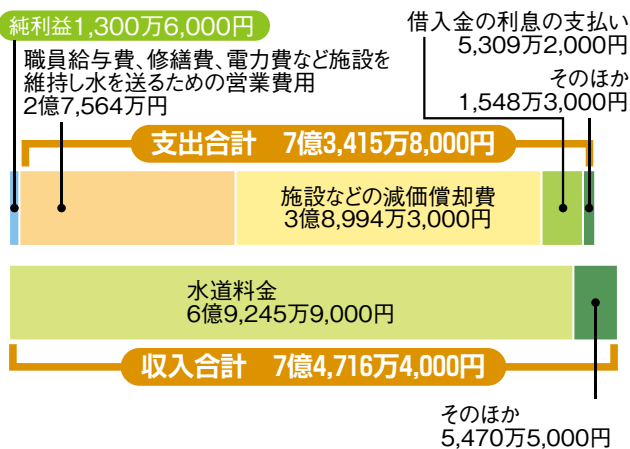 純利益1,300万6,000円
職員給与費、修繕費、電力費など施設を
維持し水を送るための営業費用
2億7,564万円
借入金の利息の支払い
5,309万2,000円
そのほか
1,548万3,000円
支出合計 7億3,415万8,000円
施設などの減価償却費
3億8,994万3,000円
水道料金
6億9,245万9,000円
収入合計 7億4,716万4,000円
そのほか
5,470万5,000円